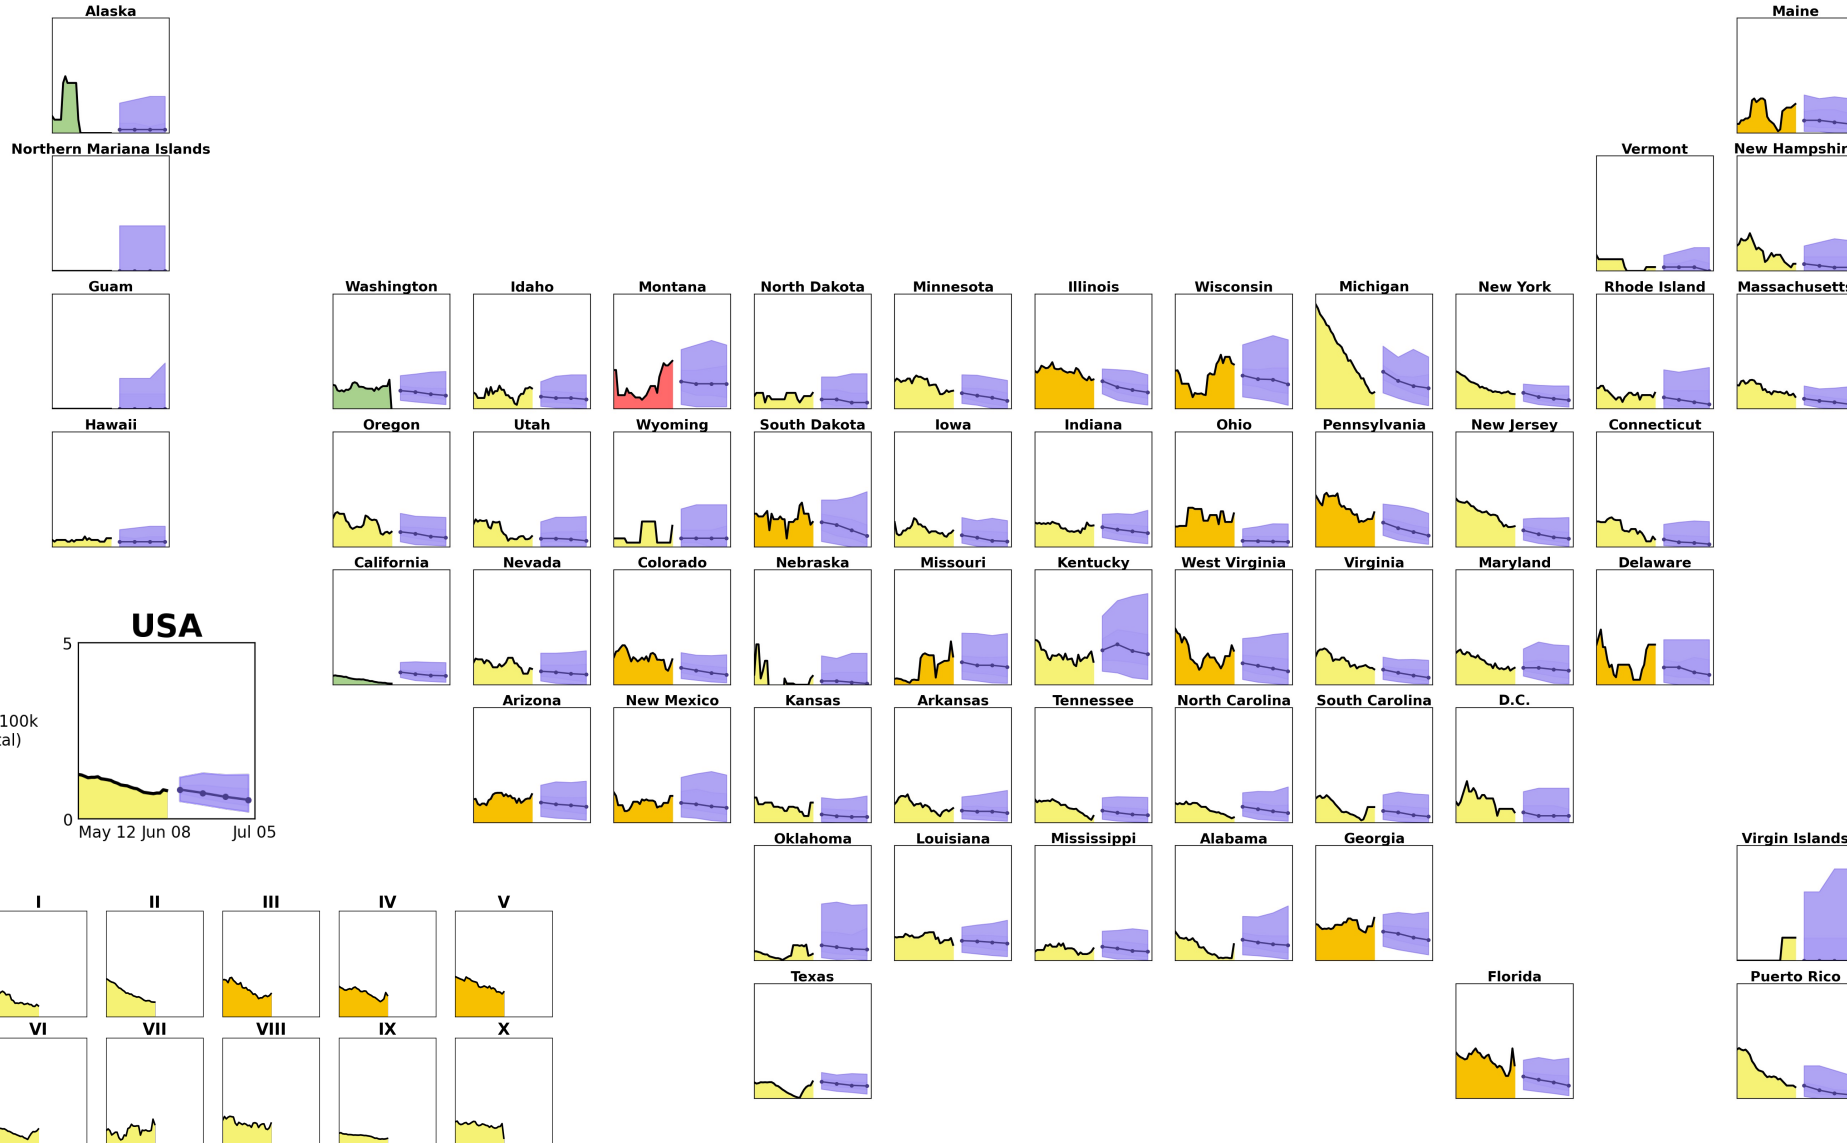 Alaska
Maine
Northern Mariana Islands
Vermont
New Hampshir
Guam
Washington
Idaho
Montana
North Dakota
Minnesota
Illinois
Wisconsin
Michigan
New York
Rhode Island
Massachusetts
Hawaii
Oregon
Utah
Wyoming
South Dakota
Iowa
Indiana
Ohio
Pennsylvania
New Jersey
Connecticut
California
Nevada
Colorado
Nebraska
Missouri
Kentucky
West Virginia
Virginia
Maryland
Delaware
USA
5
100k
tal)
0
May 12 Jun 08 Jul 05
Arizona
New Mexico
Kansas
Arkansas
Tennessee
North Carolina
South Carolina
D.C.
Oklahoma
Louisiana
Mississippi
Alabama
Georgia
Virgin Islands
I
II
III
IV
V
Texas
Florida
Puerto Rico
VI
VII
VIII
IX
X